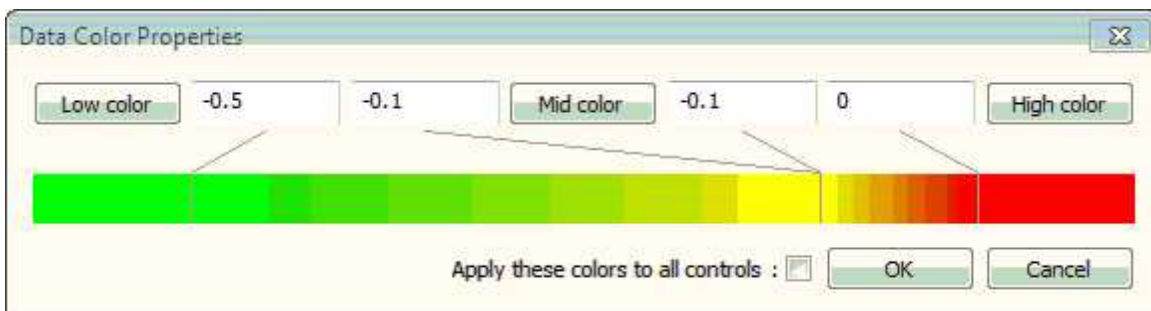 Data Color Properties
Low color -0.5 -0.1 Mid color -0.1 0 High color
Apply these colors to all controls : OK Cancel